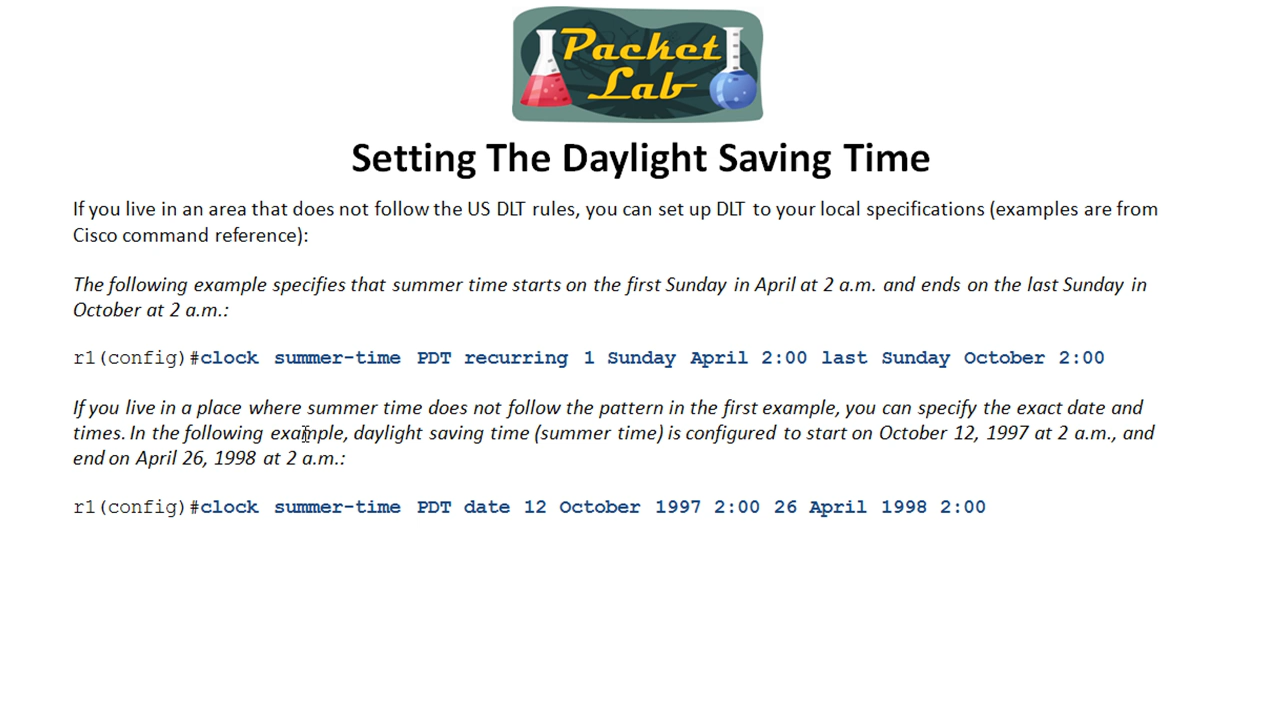 Packet
Lab
Setting The Daylight Saving Time
If you live in an area that does not follow the US DLT rules, you can set up DLT to your local specifications (examples are from
Cisco command reference):
The following example specifies that summer time starts on the first Sunday in April at 2 a.m. and ends on the last Sunday in
October at 2 a.m.:
r1(config)#clock summer-time PDT recurring 1 Sunday April 2:00 last Sunday October 2:00
If you live in a place where summer time does not follow the pattern in the first example, you can specify the exact date and
times. In the following example, daylight saving time (summer time) is configured to start on October 12, 1997 at 2 a.m., and
end on April 26, 1998 at 2 a.m.:
r1(config)#clock summer-time PDT date 12 October 1997 2:00 26 April 1998 2:00